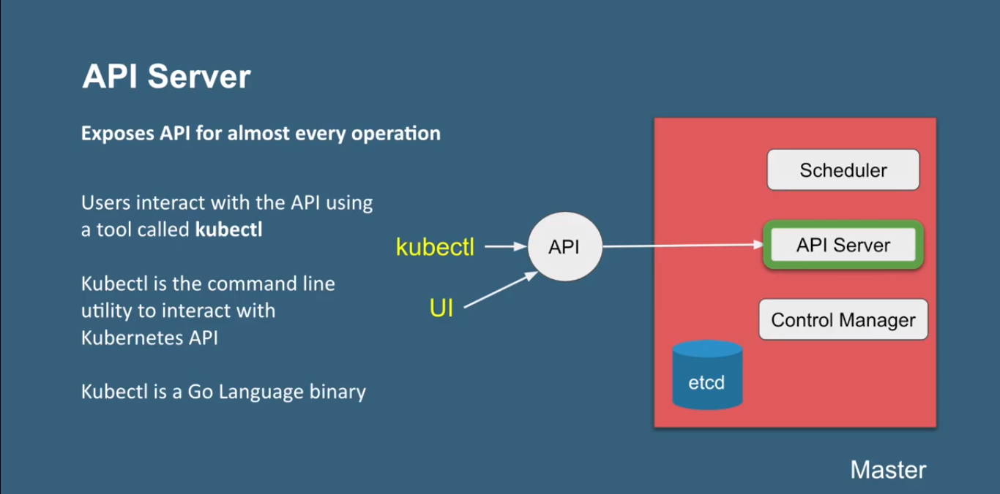 API Server
Exposes API for almost every operation
Users interact with the API using
a tool called kubectl
Kubectl is the command line
utility to interact with
Kubernetes API
Kubectl is a Go Language binary
kubectl
UI
API
Scheduler
API Server
Control Manager
etcd
Master